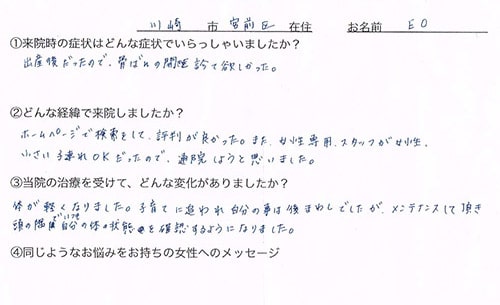 川崎 市 宮前区 在住 お名前 E O
①来院時の症状はどんな症状でいらっしゃいましたか？
出産後だったので、骨ばんの開閉診て欲しかった。
②どんな経緯で来院しましたか？
ホームページで検索をして、評判が良かった。また、女性専用、スタッフが女性、
小さい子連れOKだったので、通院しようと思いました。
③当院の治療を受けて、どんな変化がありましたか？
体が軽くなりました。子育てに追われ自分の事は後まわしでしたが、メンテナンスして頂き
頭の隅でいつも自分の体の状態を確認するようになりました。
④同じようなお悩みをお持ちの女性へのメッセージ